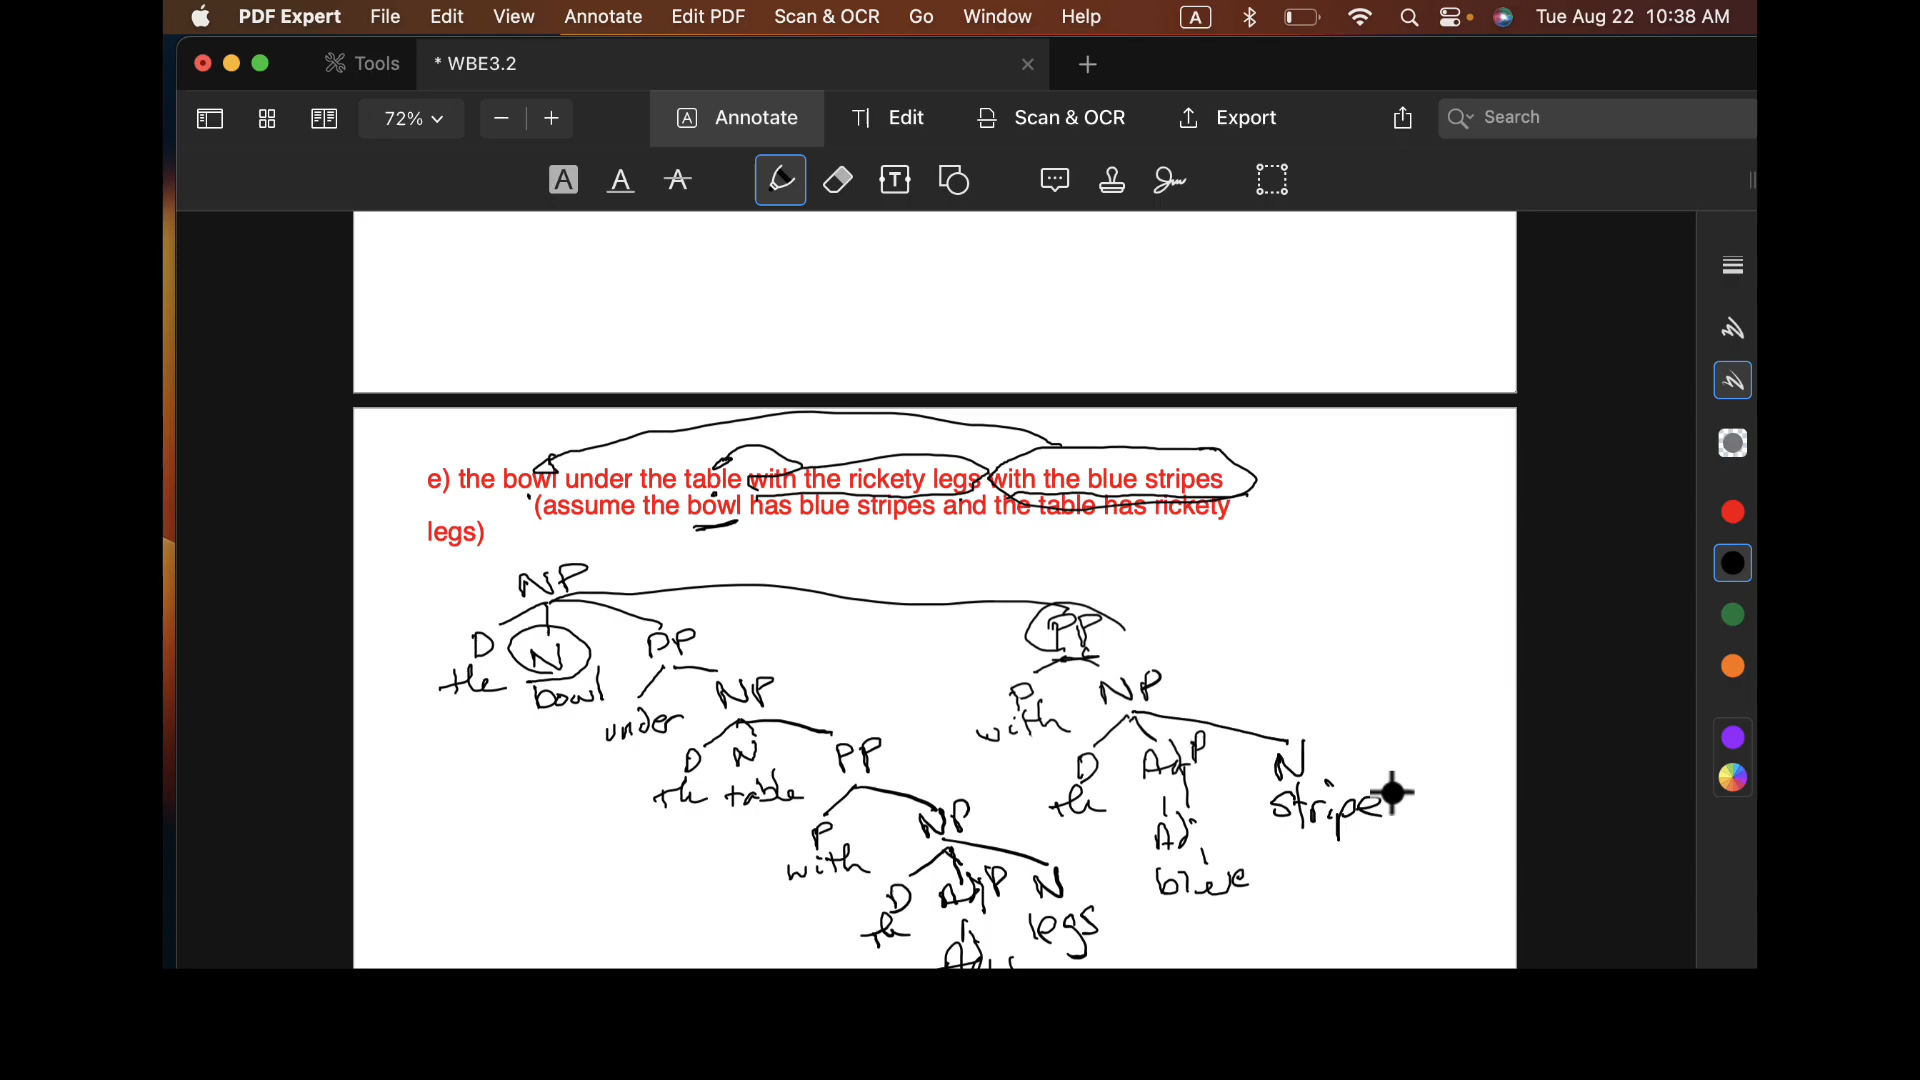 PDF Expert File Edit View Annotate Edit PDF Scan & OCR Go Window Help A Tue Aug 22 10:38 AM
Tools * WBE3.2
72% Annotate Edit Scan & OCR Export Search
e) the bowl under the table with the rickety legs with the blue stripes
(assume the bowl has blue stripes and the table has rickety
legs)
NP
D N PP PP
the bowl
under NP P NP
with
D N PP D AdjP N
the table the stripe
P NP Adj
with
D AdjP N blue
the legs
Adj